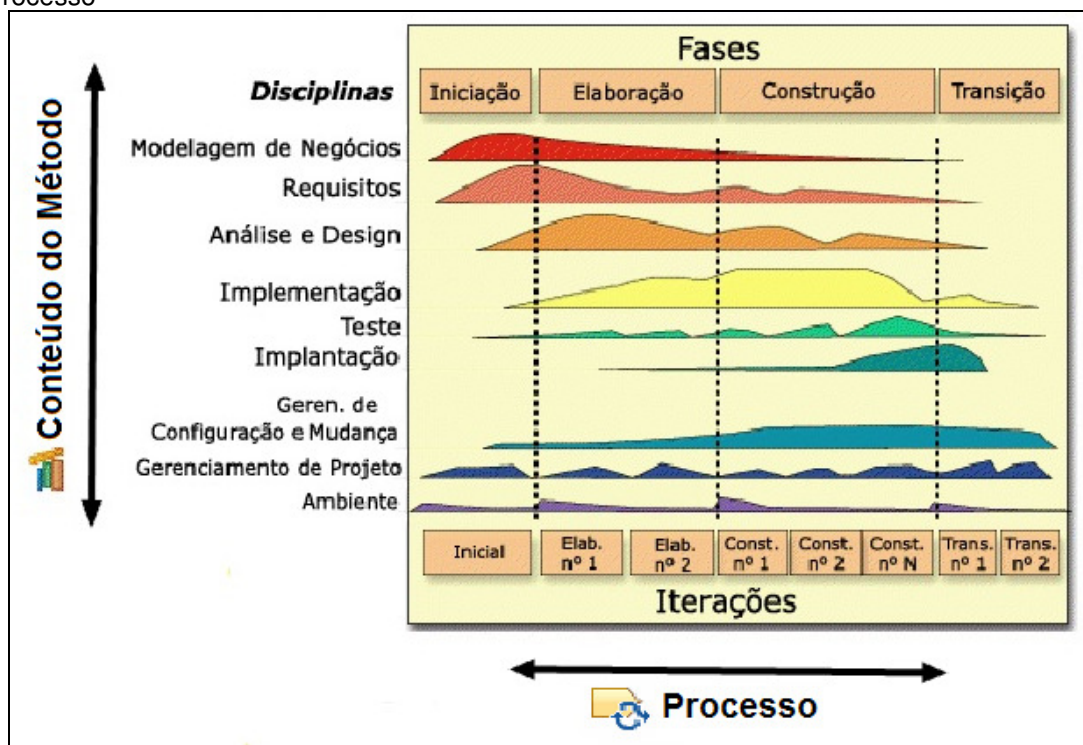 rocesso
Fases
Disciplinas
Iniciação
Elaboração
Construção
Transição
Modelagem de Negócios
Requisitos
Análise e Design
Implementação
Teste
Implantação
Geren. de
Configuração e Mudança
Gerenciamento de Projeto
Ambiente
Conteúdo do Método
Inicial
Elab.
nº 1
Elab.
nº 2
Const.
nº 1
Const.
nº 2
Const.
nº N
Trans.
nº 1
Trans.
nº 2
Iterações
Processo